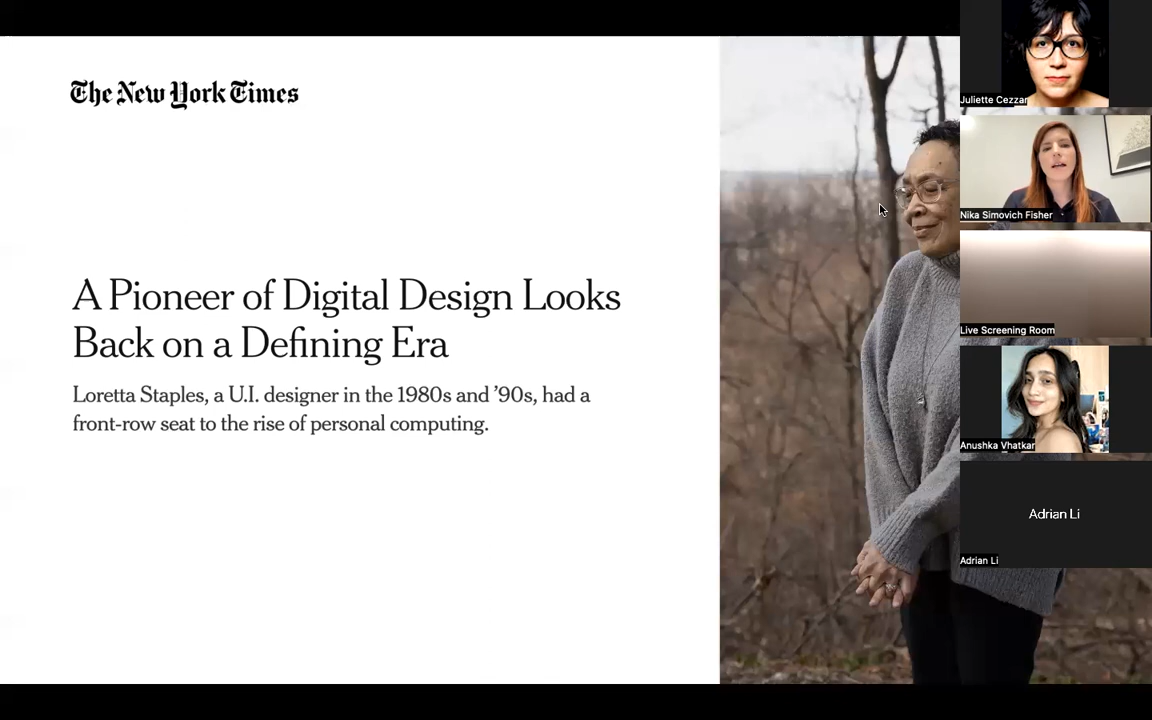 The New York Times
A Pioneer of Digital Design Looks
Back on a Defining Era
Loretta Staples, a U.I. designer in the 1980s and ’90s, had a
front-row seat to the rise of personal computing.
Juliette Cezzar
Nika Simovich Fisher
Live Screening Room
Anushka Vhatkar
Adrian Li
Adrian Li